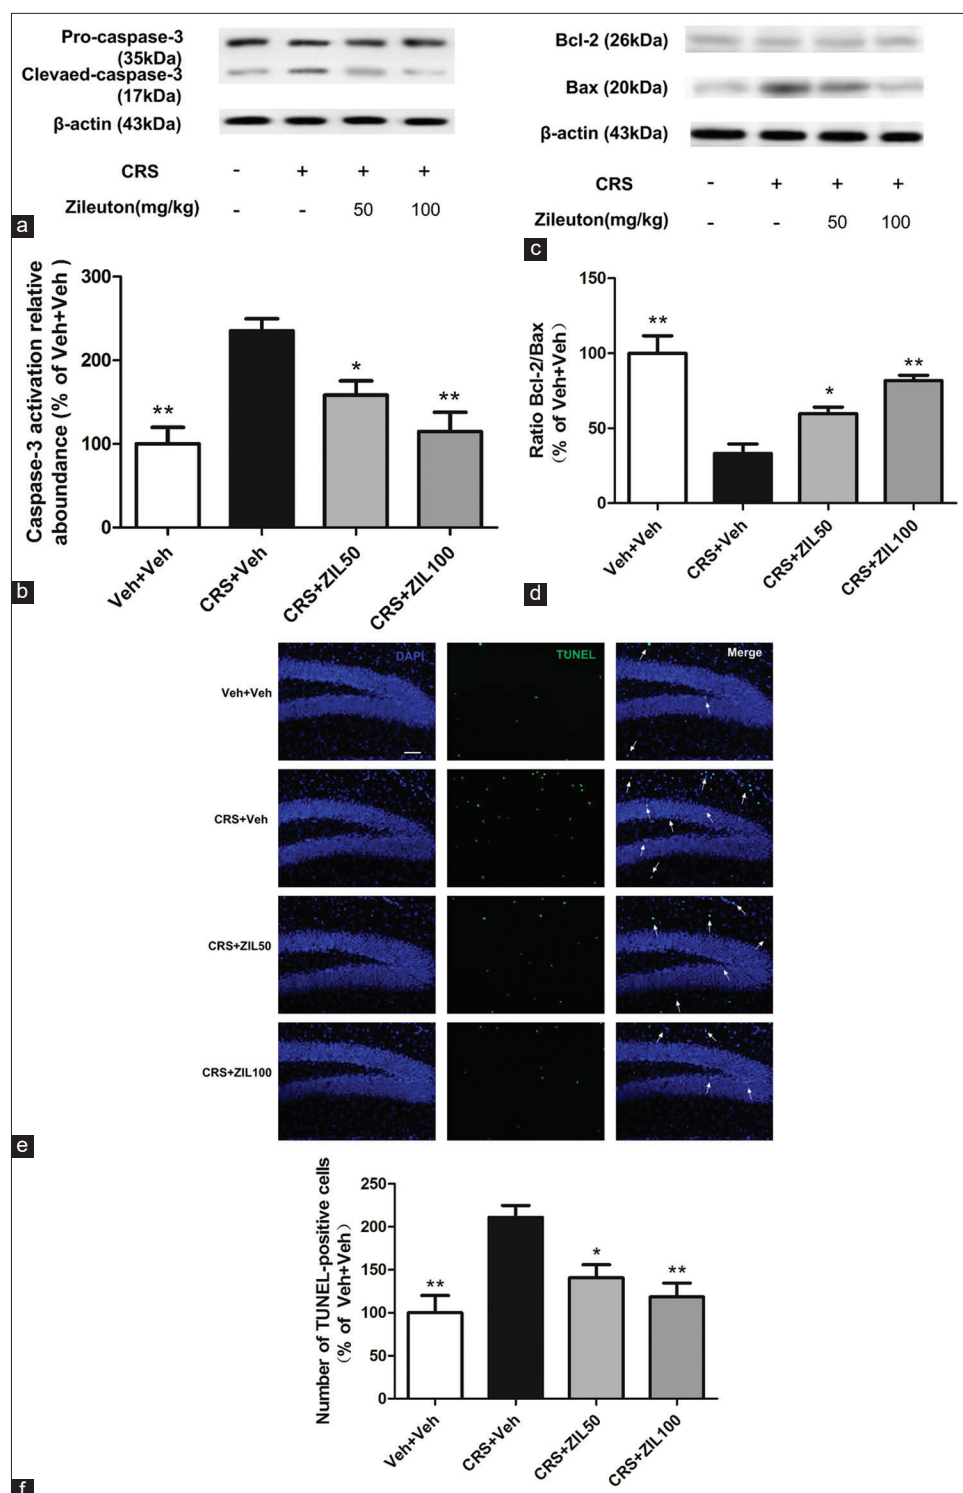 Pro-caspase-3
(35kDa)
Clevaed-caspase-3
(17kDa)
β-actin (43kDa)
CRS - + + +
Zileuton(mg/kg) - - 50 100
a
Bcl-2 (26kDa)
Bax (20kDa)
β-actin (43kDa)
CRS - + + +
Zileuton(mg/kg) - - 50 100
c
Caspase-3 activation relative
aboundance (% of Veh+Veh )
300
200
100
0
**
*
**
Veh+Veh
CRS+Veh
CRS+ZIL50
CRS+ZIL100
b
Ratio Bcl-2/Bax
(% of Veh+Veh)
150
100
50
0
**
*
**
Veh+Veh
CRS+Veh
CRS+ZIL50
CRS+ZIL100
d
DAPI TUNEL Merge
Veh+Veh
CRS+Veh
CRS+ZIL50
CRS+ZIL100
e
Number of TUNEL-positive cells
(% of Veh+Veh)
250
200
150
100
50
0
**
*
**
Veh+Veh
CRS+Veh
CRS+ZIL50
CRS+ZIL100
f